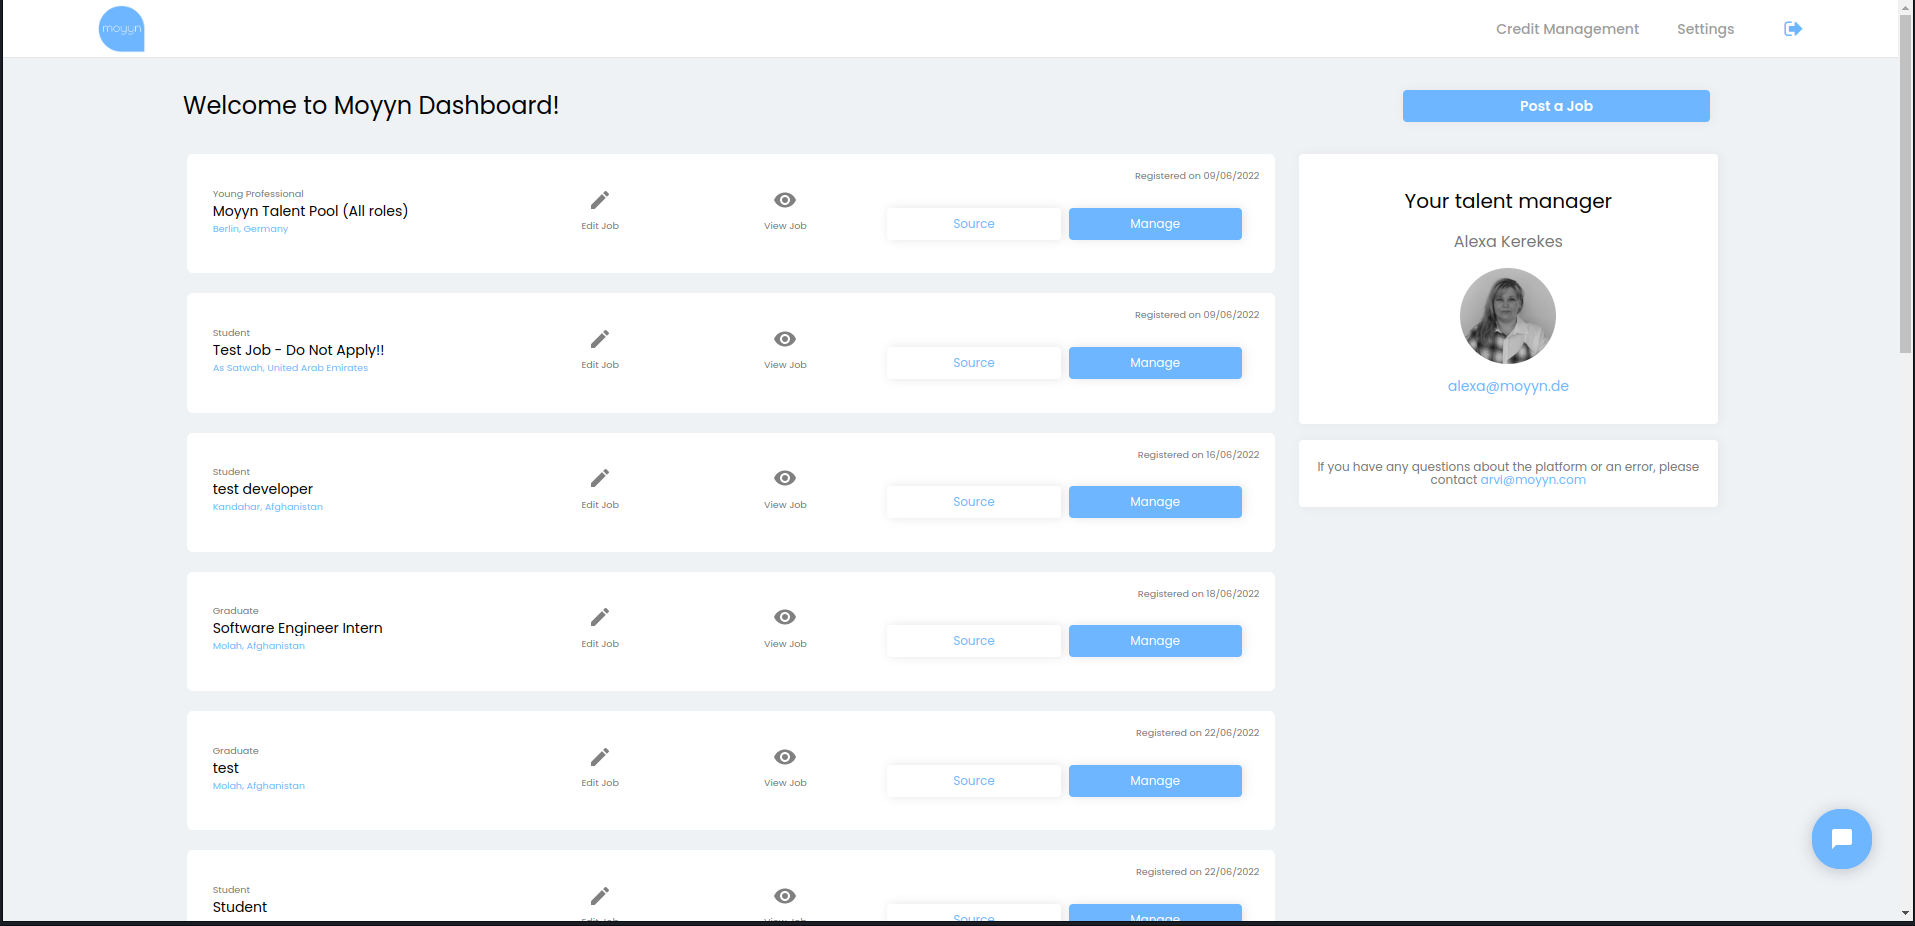 moyyn
Credit Management
Settings
Welcome to Moyyn Dashboard!
Post a Job
Registered on 09/06/2022
Young Professional
Moyyn Talent Pool (All roles)
Berlin, Germany
Edit Job
View Job
Source
Manage
Registered on 09/06/2022
Student
Test Job - Do Not Apply!!
As Satwah, United Arab Emirates
Edit Job
View Job
Source
Manage
Registered on 16/06/2022
Student
test developer
Kandahar, Afghanistan
Edit Job
View Job
Source
Manage
Registered on 18/06/2022
Graduate
Software Engineer Intern
Molah, Afghanistan
Edit Job
View Job
Source
Manage
Registered on 22/06/2022
Graduate
test
Molah, Afghanistan
Edit Job
View Job
Source
Manage
Registered on 22/06/2022
Student
Student
Edit Job
View Job
Source
Manage
Your talent manager
Alexa Kerekes
alexa@moyyn.de
If you have any questions about the platform or an error, please
contact arvi@moyyn.com